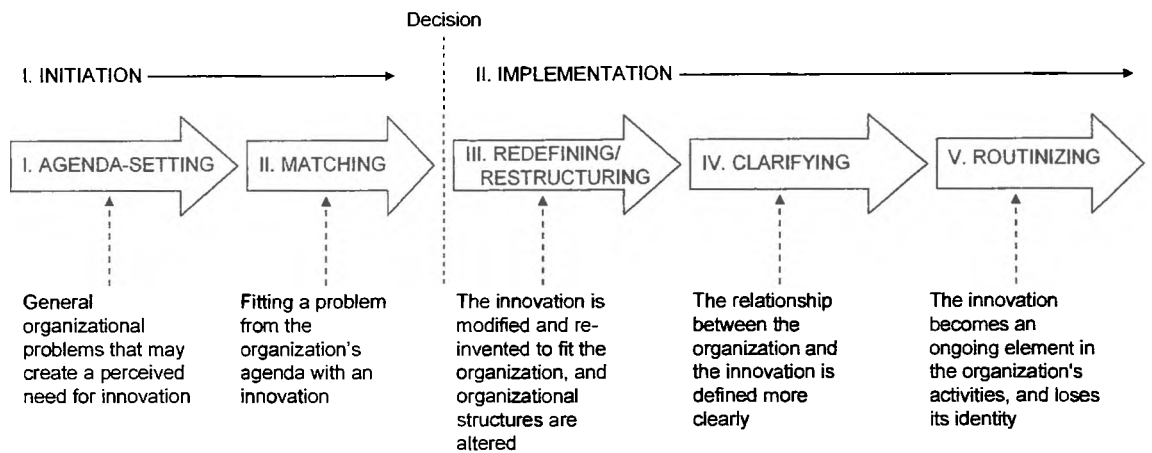 Decision
I. INITIATION
II. IMPLEMENTATION
I. AGENDA-SETTING
II. MATCHING
III. REDEFINING/
RESTRUCTURING
IV. CLARIFYING
V. ROUTINIZING
General
organizational
problems that may
create a perceived
need for innovation
Fitting a problem
from the
organization's
agenda with an
innovation
The innovation is
modified and re-
invented to fit the
organization, and
organizational
structures are
altered
The relationship
between the
organization and
the innovation is
defined more
clearly
The innovation
becomes an
ongoing element in
the organization's
activities, and loses
its identity